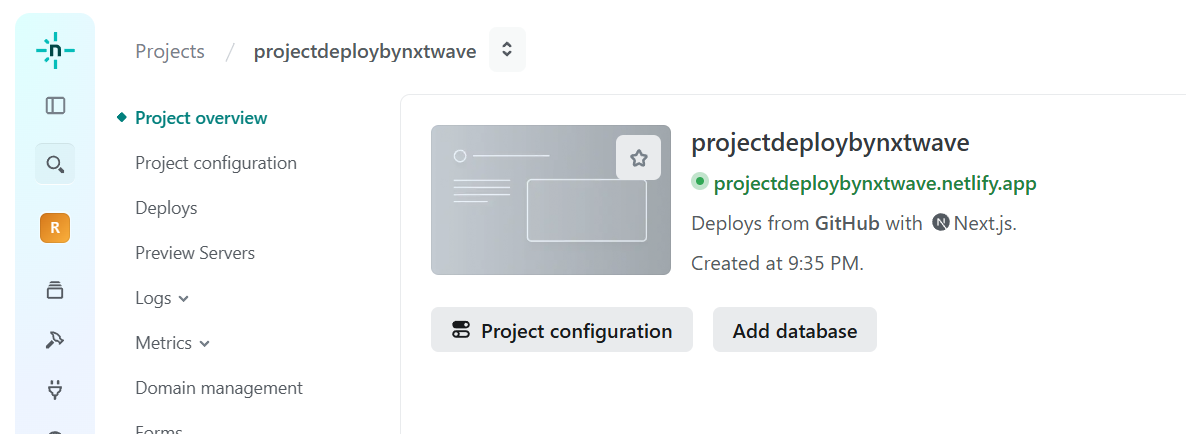 n
Projects / projectdeploybynxtwave
Project overview
Project configuration
Deploys
Preview Servers
Logs
Metrics
Domain management
Forms
R
projectdeploybynxtwave
projectdeploybynxtwave.netlify.app
Deploys from GitHub with N Next.js.
Created at 9:35 PM.
Project configuration
Add database